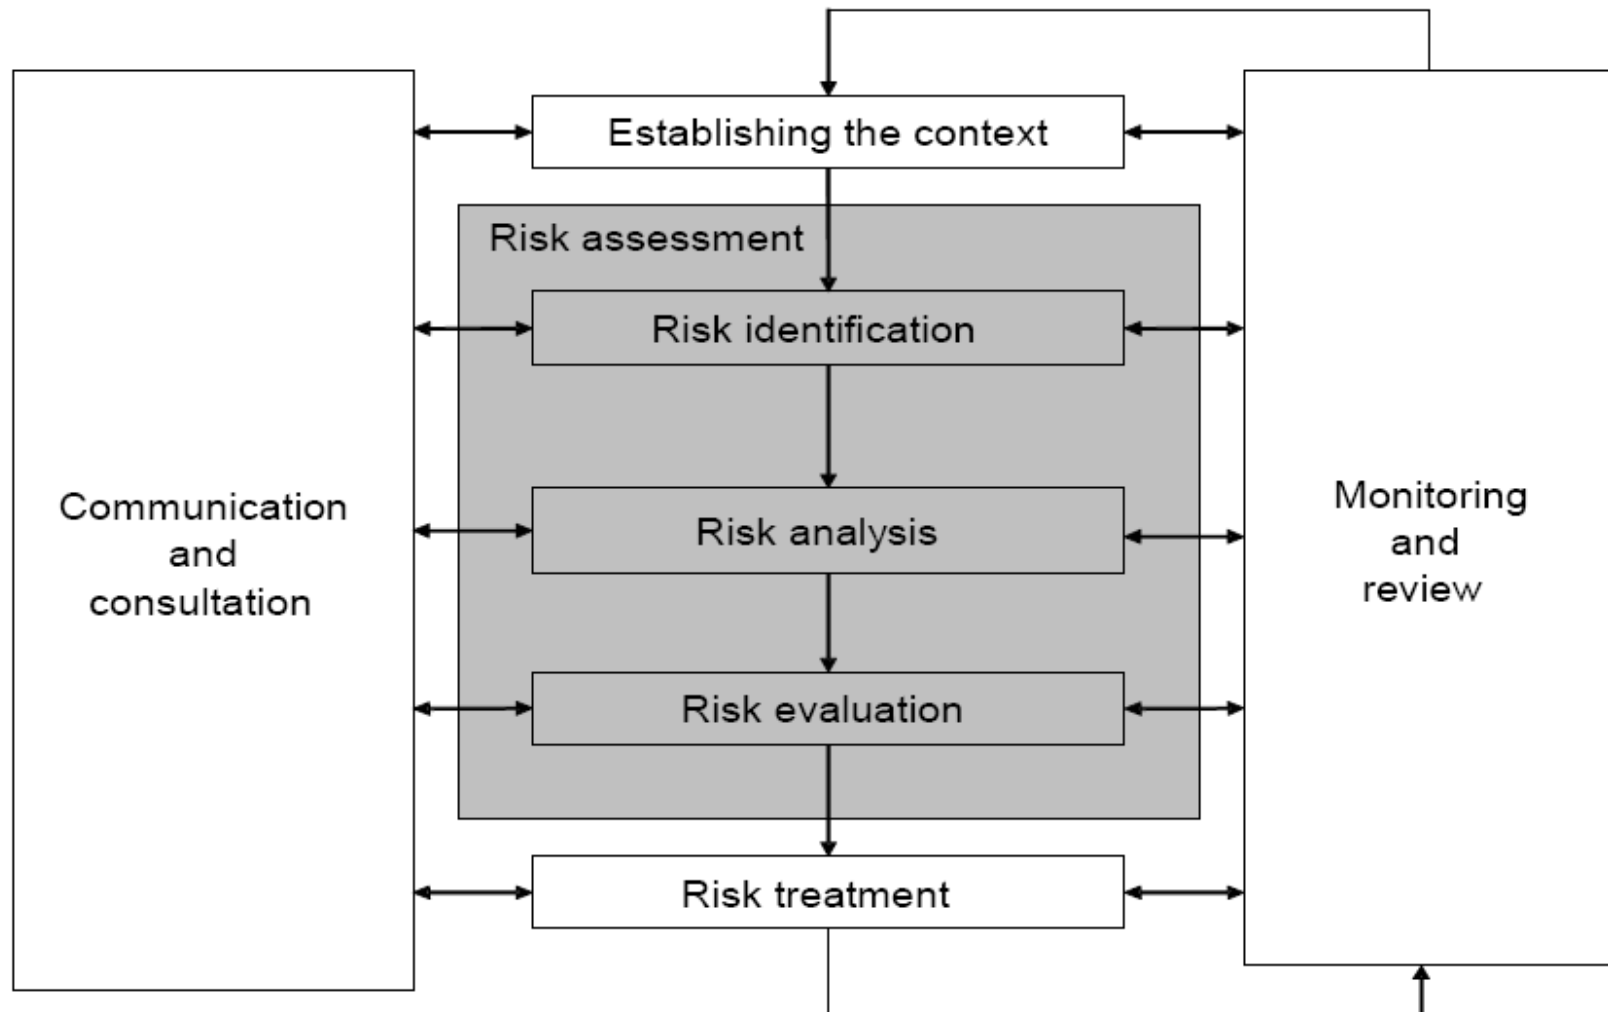 Establishing the context
Risk assessment
Risk identification
Communication
and
consultation
Risk analysis
Monitoring
and
review
Risk evaluation
Risk treatment